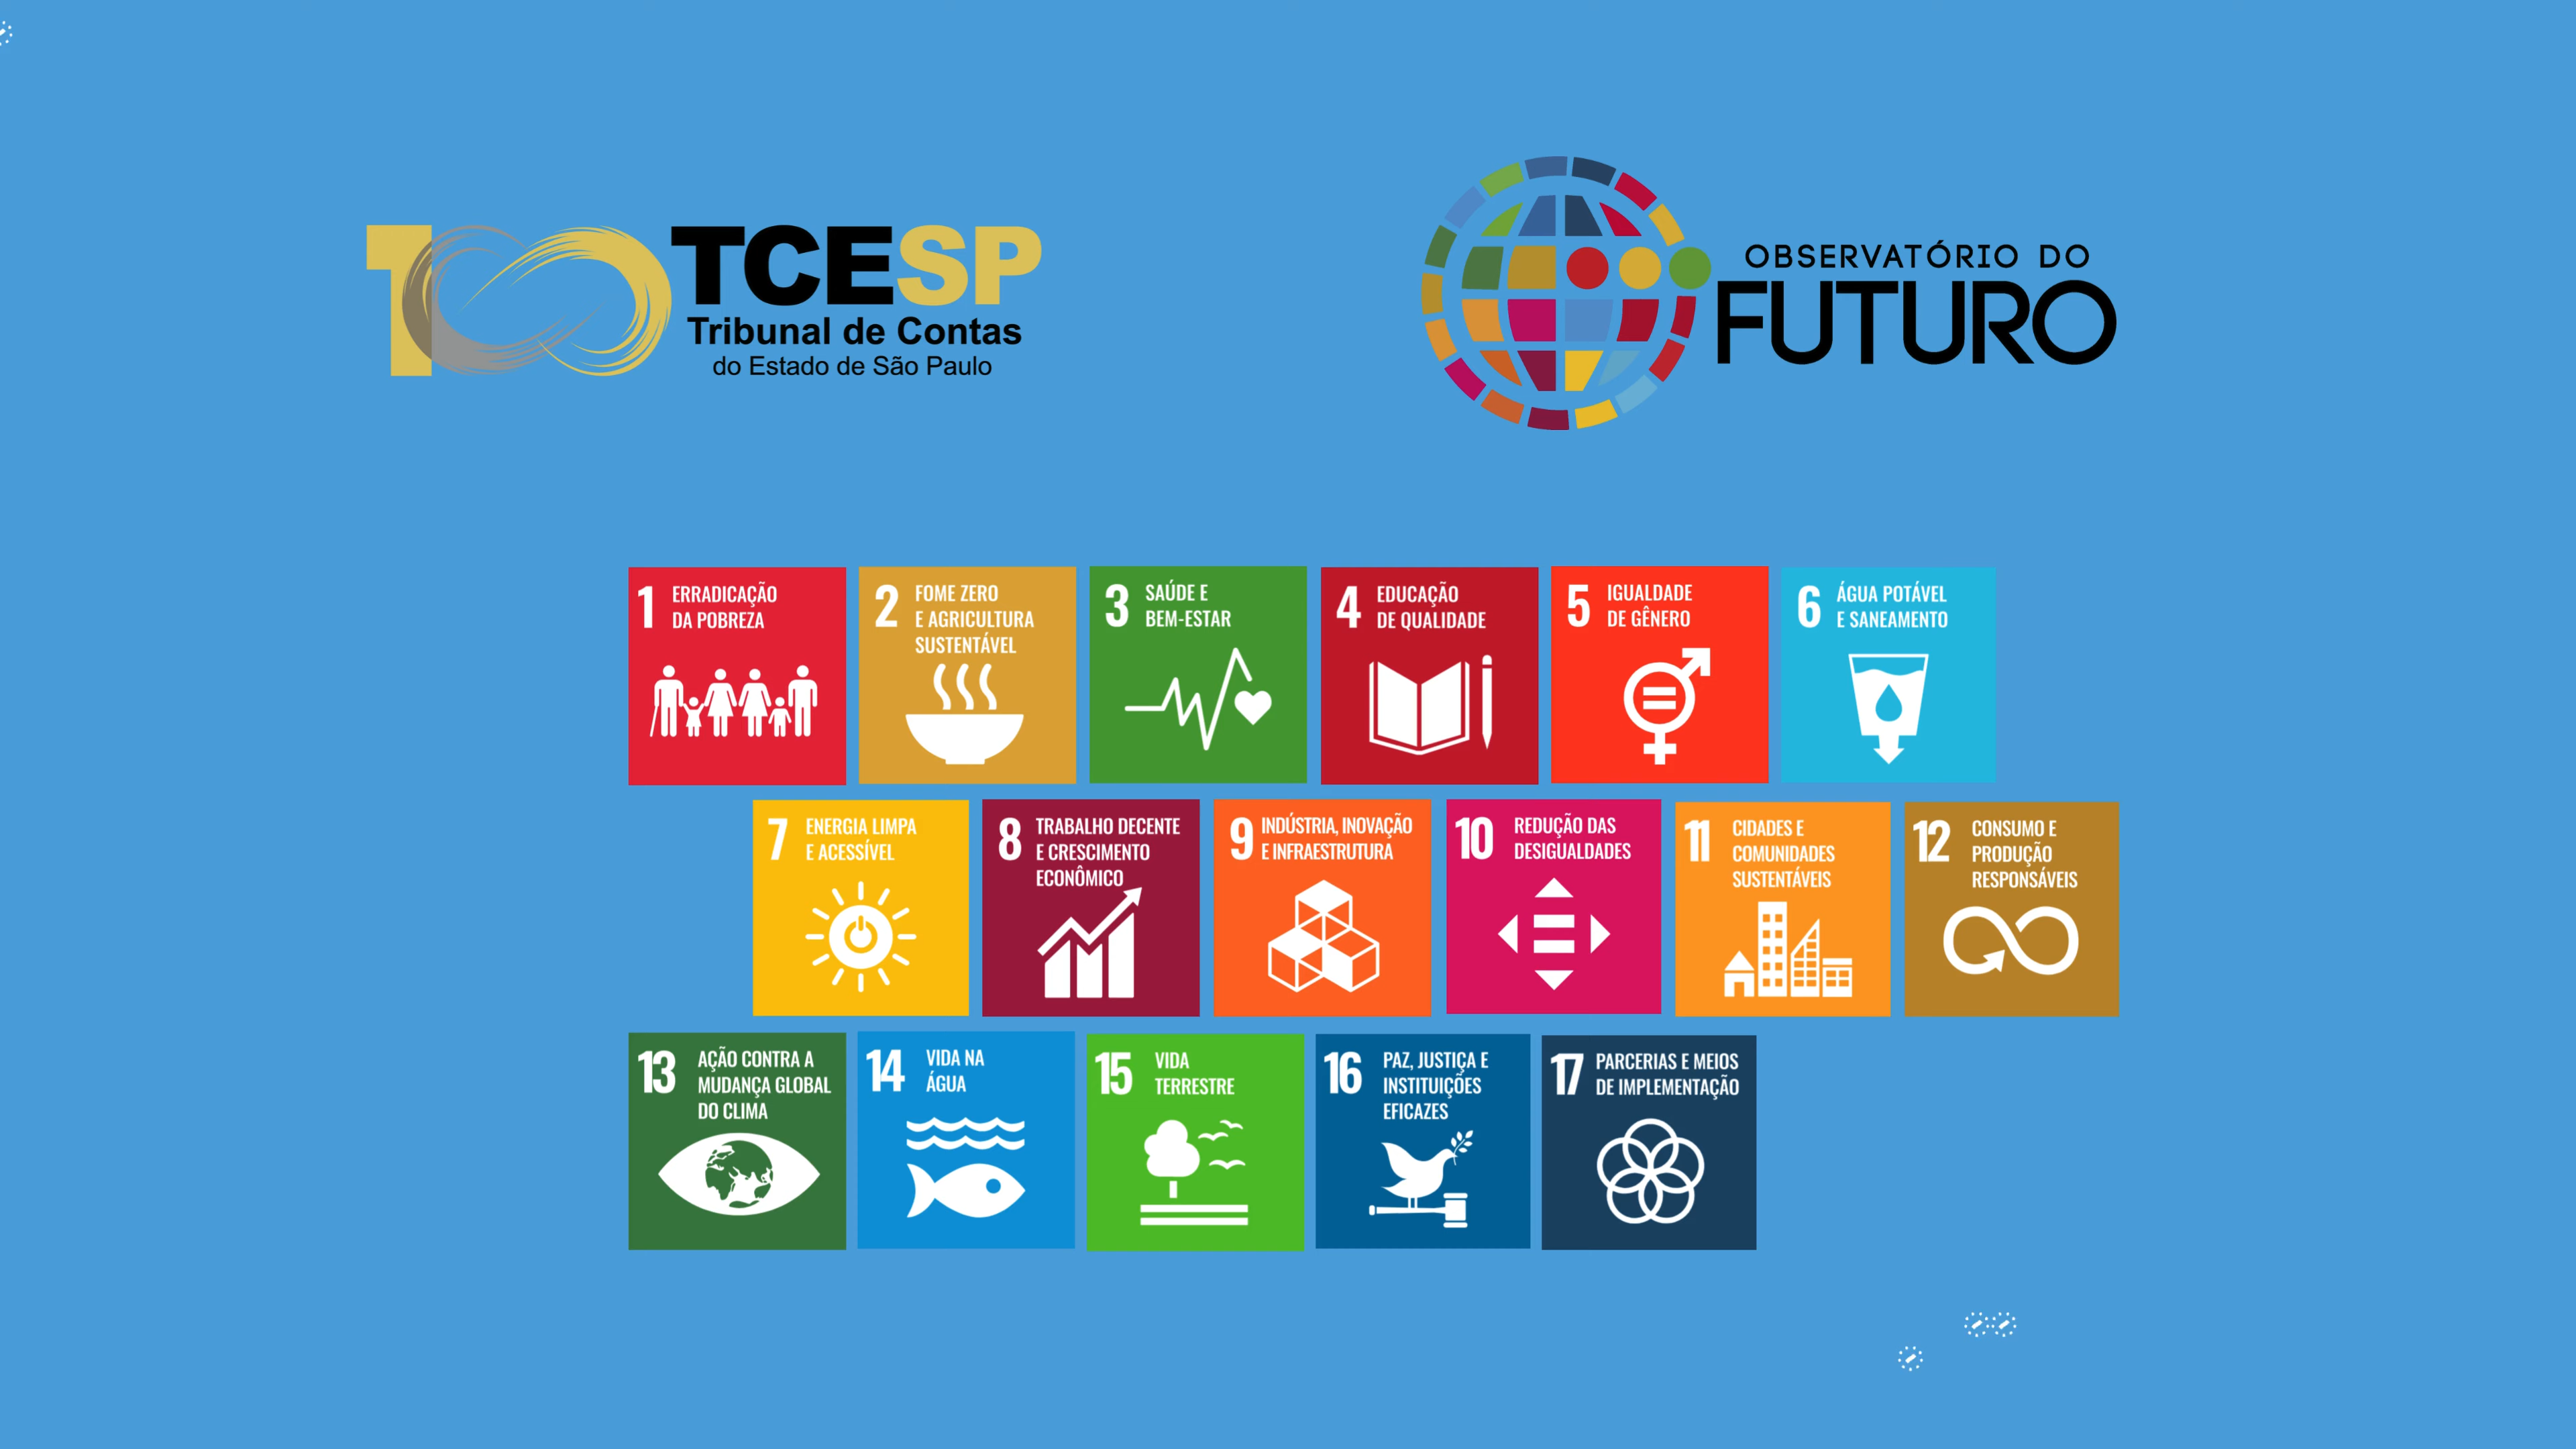 100 TCESP
Tribunal de Contas
do Estado de São Paulo
OBSERVATÓRIO DO
FUTURO
1 ERRADICAÇÃO
DA POBREZA
2 FOME ZERO
E AGRICULTURA
SUSTENTÁVEL
3 SAÚDE E
BEM-ESTAR
4 EDUCAÇÃO
DE QUALIDADE
5 IGUALDADE
DE GÊNERO
6 ÁGUA POTÁVEL
E SANEAMENTO
7 ENERGIA LIMPA
E ACESSÍVEL
8 TRABALHO DECENTE
E CRESCIMENTO
ECONÔMICO
9 INDÚSTRIA, INOVAÇÃO
E INFRAESTRUTURA
10 REDUÇÃO DAS
DESIGUALDADES
11 CIDADES E
COMUNIDADES
SUSTENTÁVEIS
12 CONSUMO E
PRODUÇÃO
RESPONSÁVEIS
13 AÇÃO CONTRA A
MUDANÇA GLOBAL
DO CLIMA
14 VIDA NA
ÁGUA
15 VIDA
TERRESTRE
16 PAZ, JUSTIÇA E
INSTITUIÇÕES
EFICAZES
17 PARCERIAS E MEIOS
DE IMPLEMENTAÇÃO